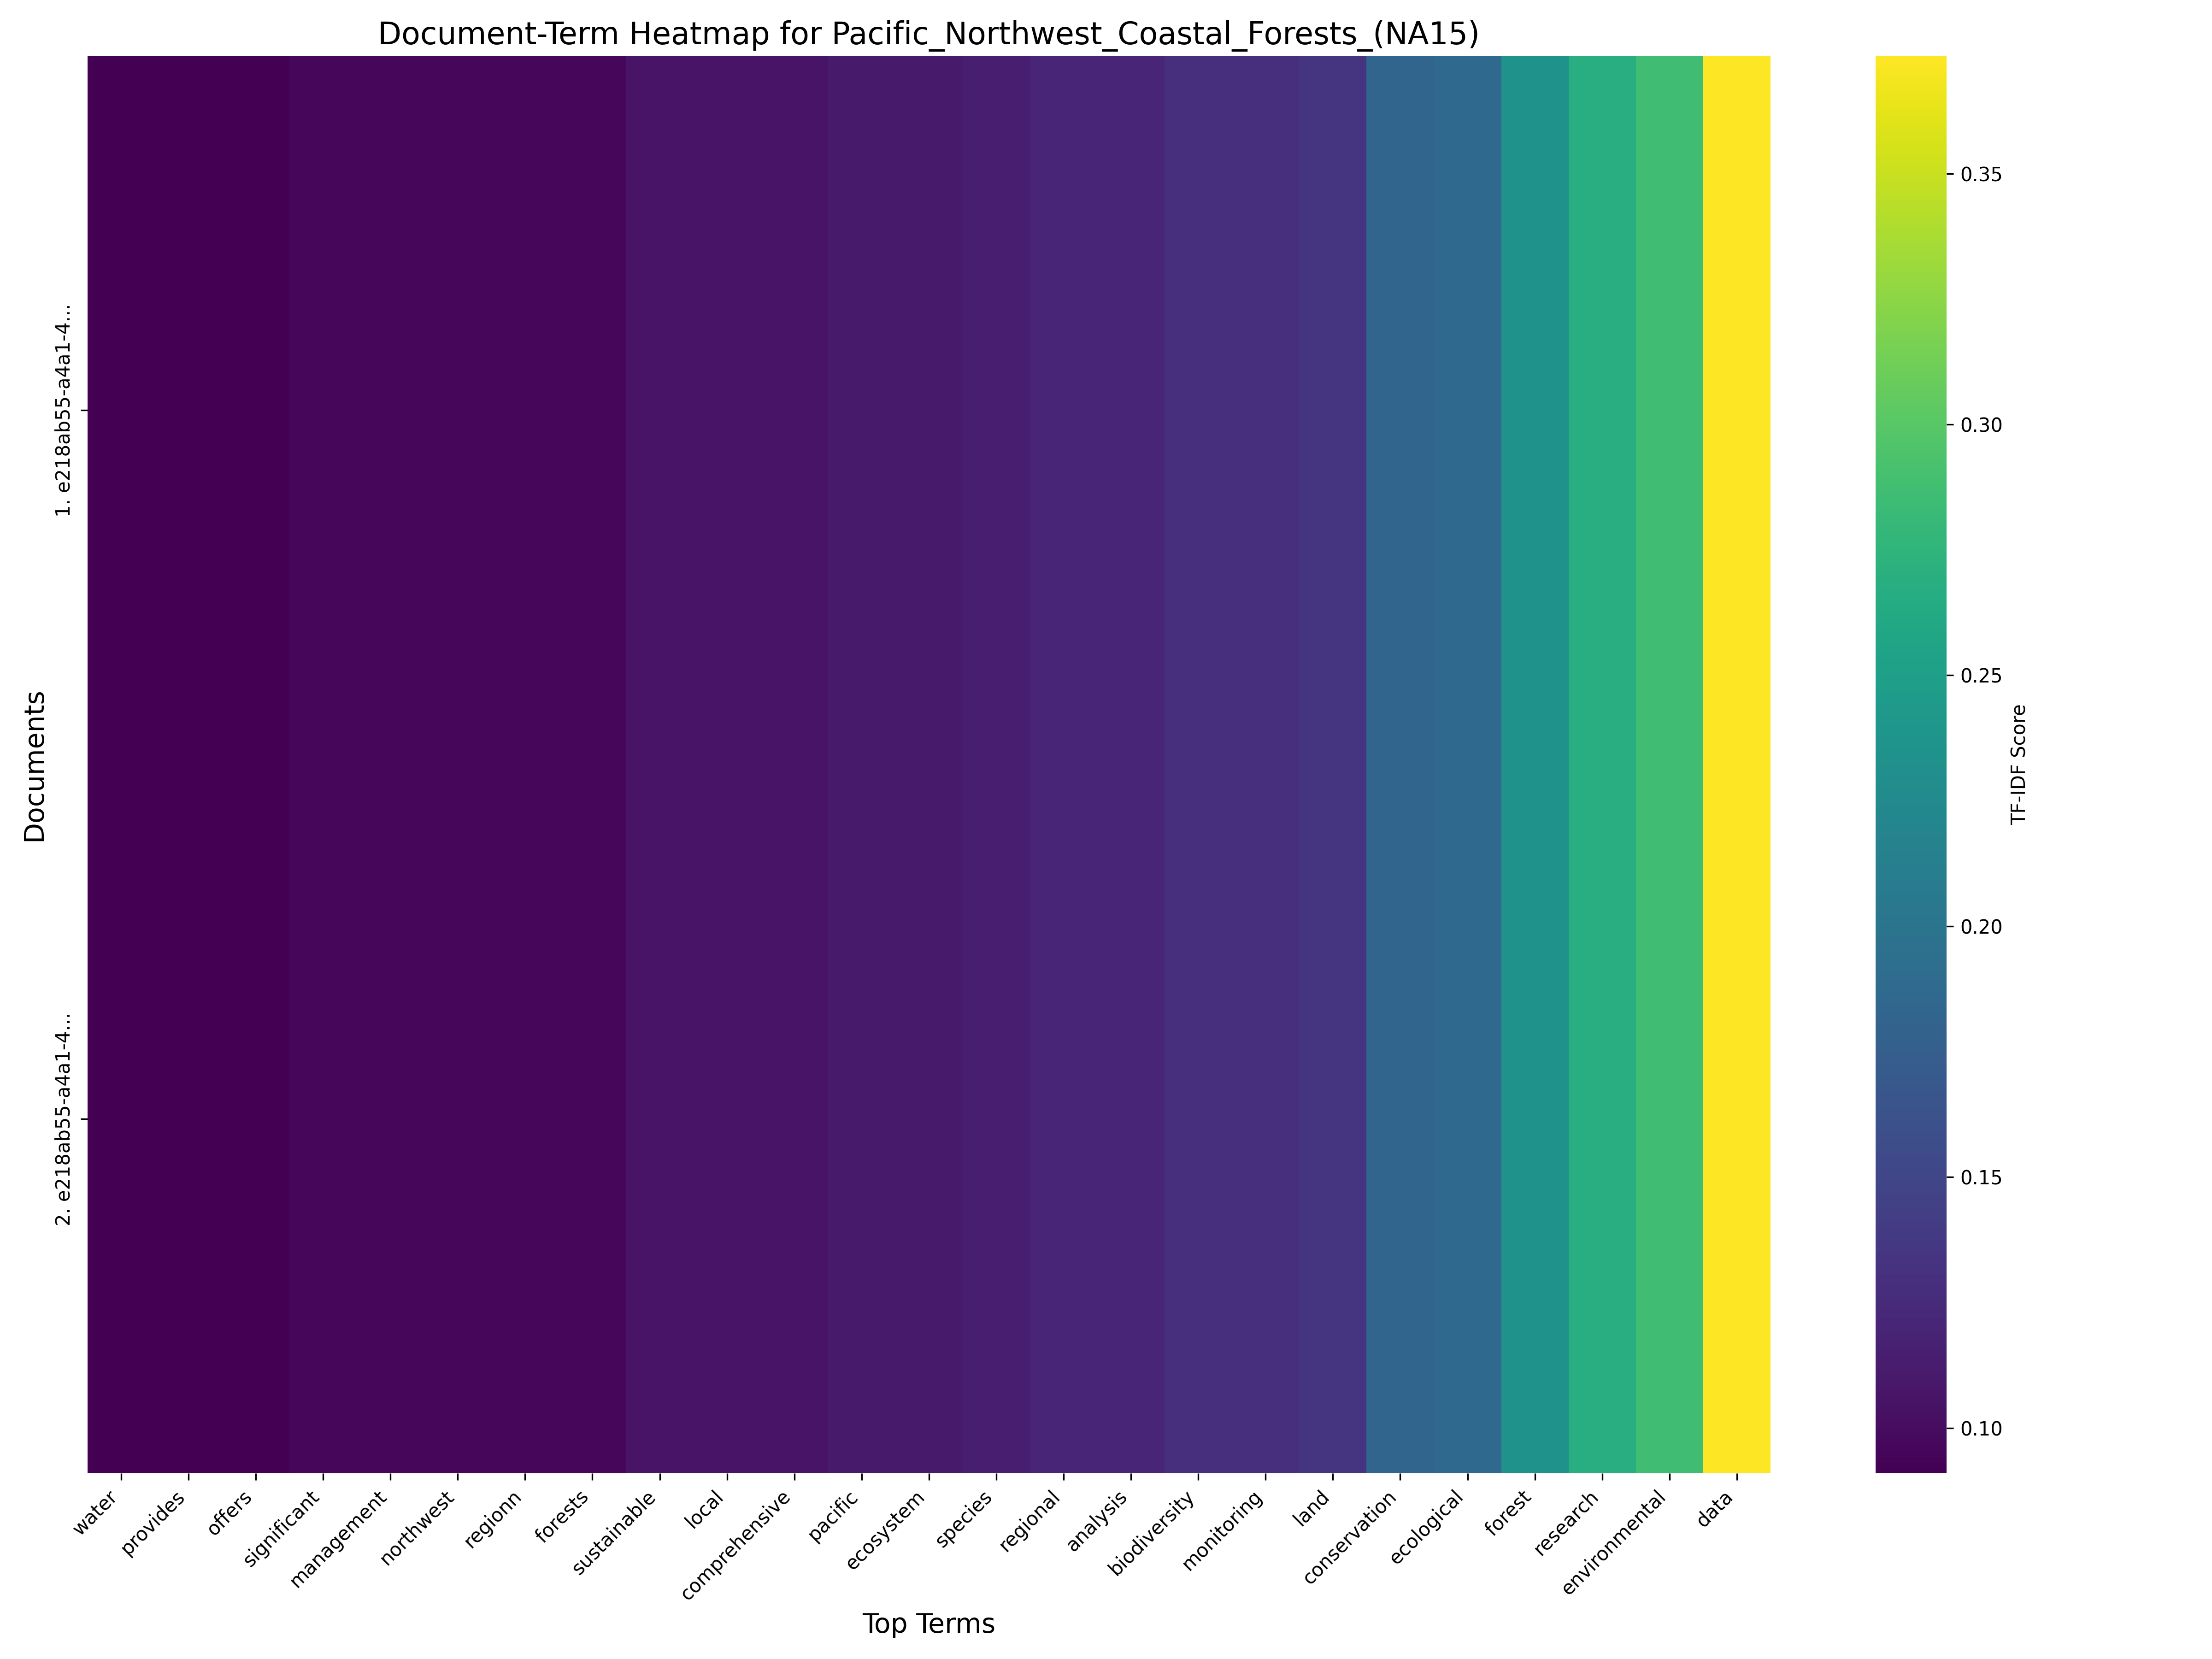 Document-Term Heatmap for Pacific_Northwest_Coastal_Forests_(NA15)
Documents
1. e218ab55-a4a1-4...
2. e218ab55-a4a1-4...
water
provides
offers
significant
management
northwest
regionn
forests
sustainable
local
comprehensive
pacific
ecosystem
species
regional
analysis
biodiversity
monitoring
land
conservation
ecological
forest
research
environmental
data
Top Terms
0.35
0.30
0.25
0.20
0.15
0.10
TF-IDF Score